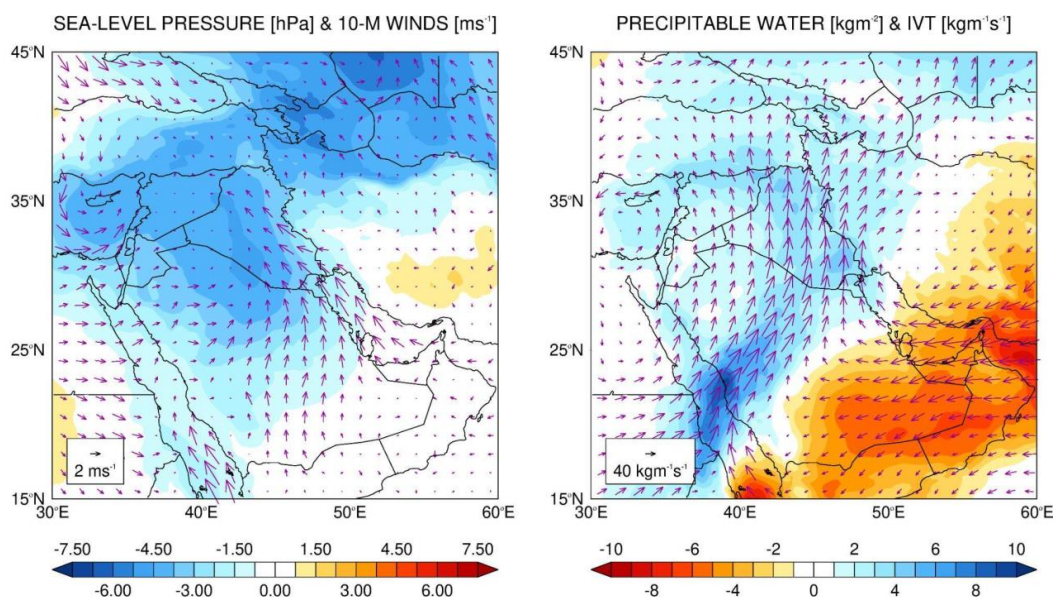 SEA-LEVEL PRESSURE [hPa] & 10-M WINDS [ms⁻¹]
45°N
35°N
25°N
15°N
30°E 40°E 50°E 60°E
2 ms⁻¹
-7.50 -4.50 -1.50 1.50 4.50 7.50
-6.00 -3.00 0.00 3.00 6.00
PRECIPITABLE WATER [kgm⁻²] & IVT [kgm⁻¹s⁻¹]
45°N
35°N
25°N
15°N
30°E 40°E 50°E 60°E
40 kgm⁻¹s⁻¹
-10 -6 -2 2 6 10
-8 -4 0 4 8